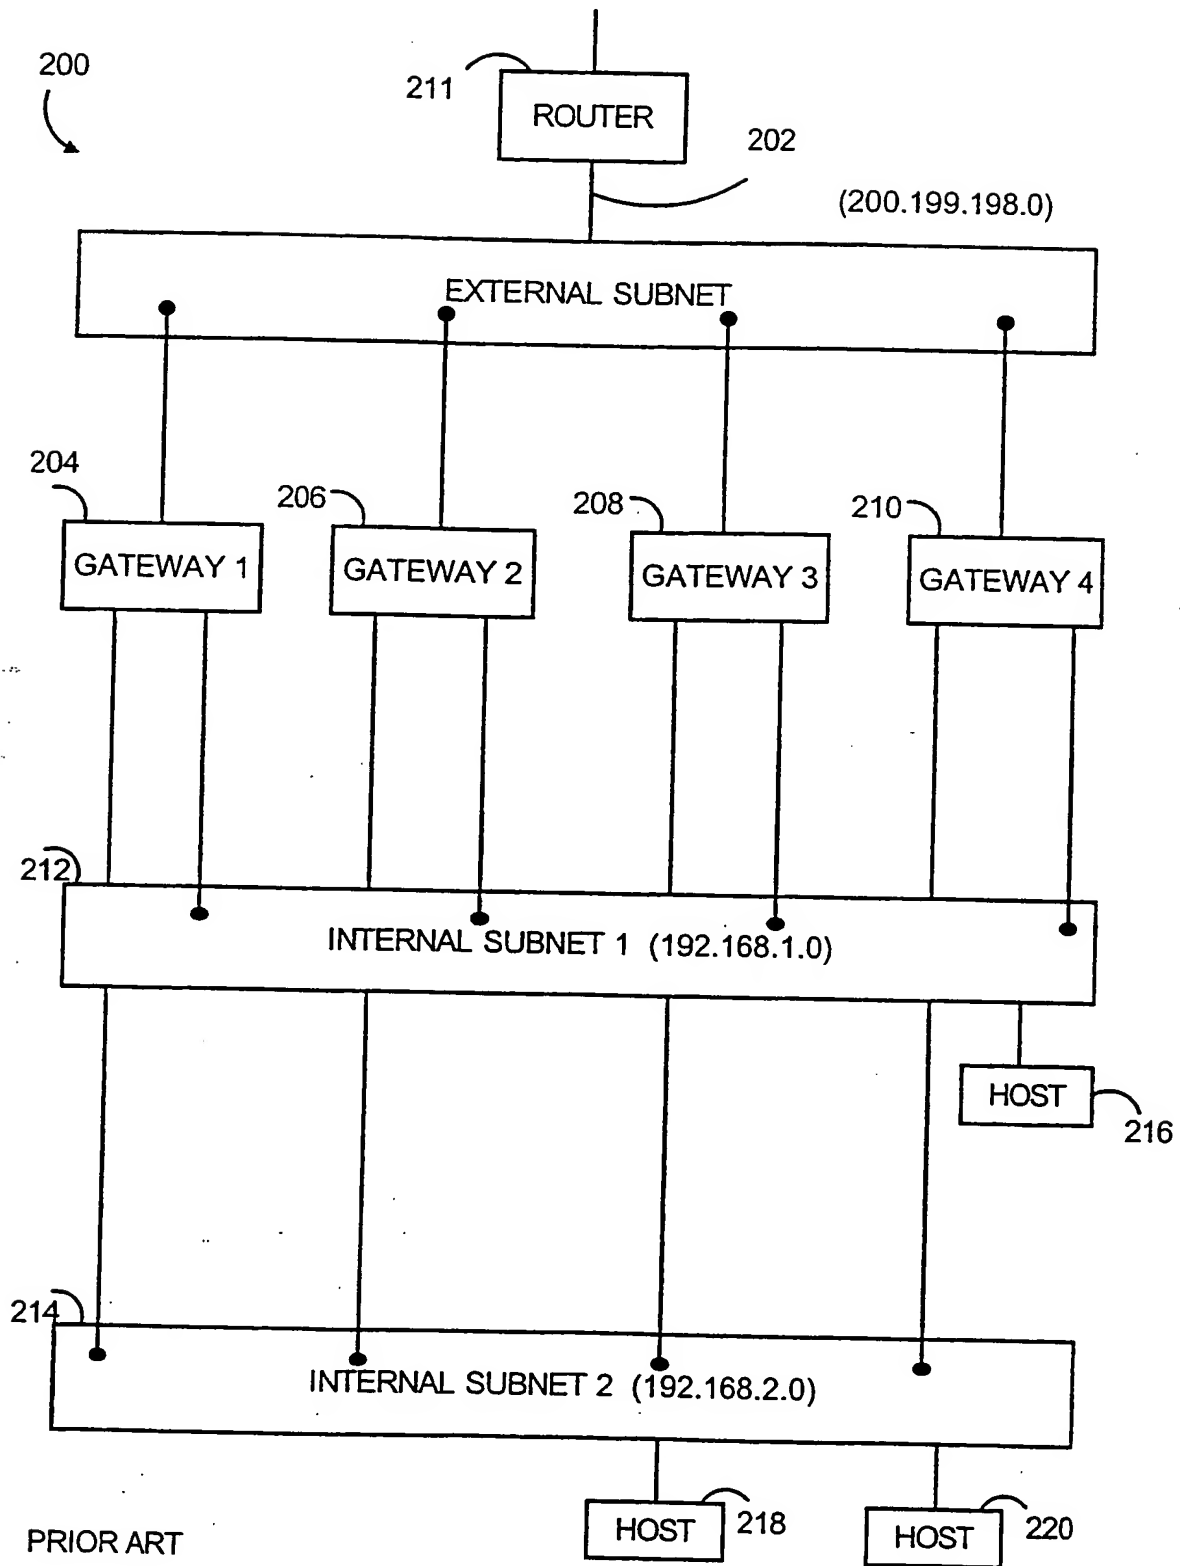 200
211
ROUTER
202
(200.199.198.0)
EXTERNAL SUBNET
204
206
208
210
GATEWAY 1
GATEWAY 2
GATEWAY 3
GATEWAY 4
212
INTERNAL SUBNET 1 (192.168.1.0)
HOST
216
214
INTERNAL SUBNET 2 (192.168.2.0)
HOST
218
HOST
220
PRIOR ART